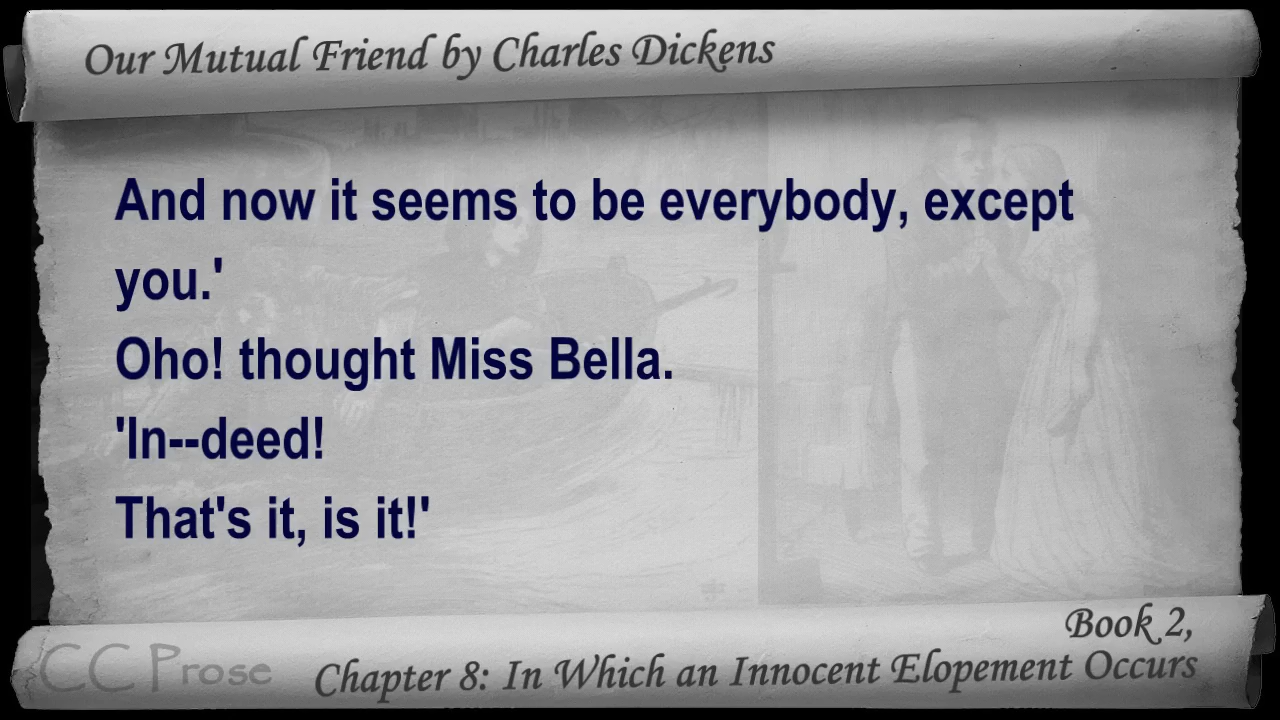 Our Mutual Friend by Charles Dickens
And now it seems to be everybody, except
you.'
Oho! thought Miss Bella.
'In--deed!
That's it, is it!'
Book 2,
CC Prose
Chapter 8: In Which an Innocent Elopement Occurs